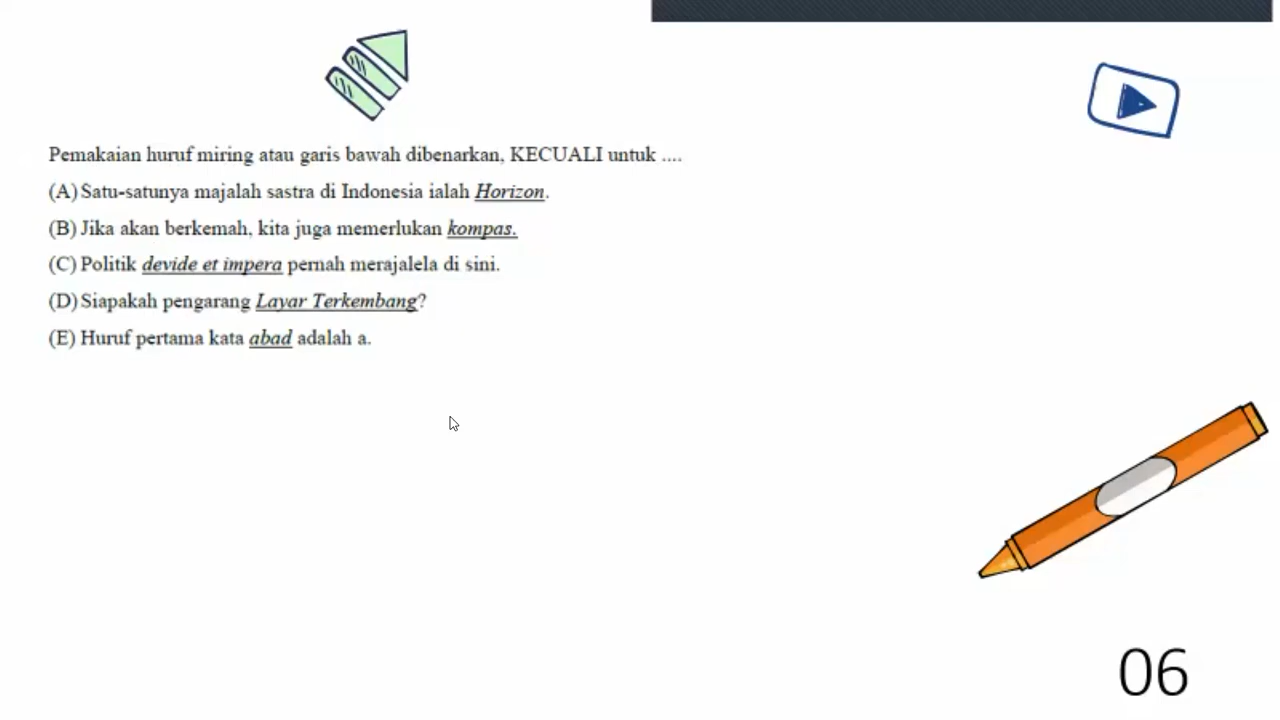 Pemakaian huruf miring atau garis bawah dibenarkan, KECUALI untuk ....
(A) Satu-satunya majalah sastra di Indonesia ialah Horizon.
(B) Jika akan berkemah, kita juga memerlukan kompas.
(C) Politik devide et impera pernah merajalela di sini.
(D) Siapakah pengarang Layar Terkembang?
(E) Huruf pertama kata abad adalah a.
06